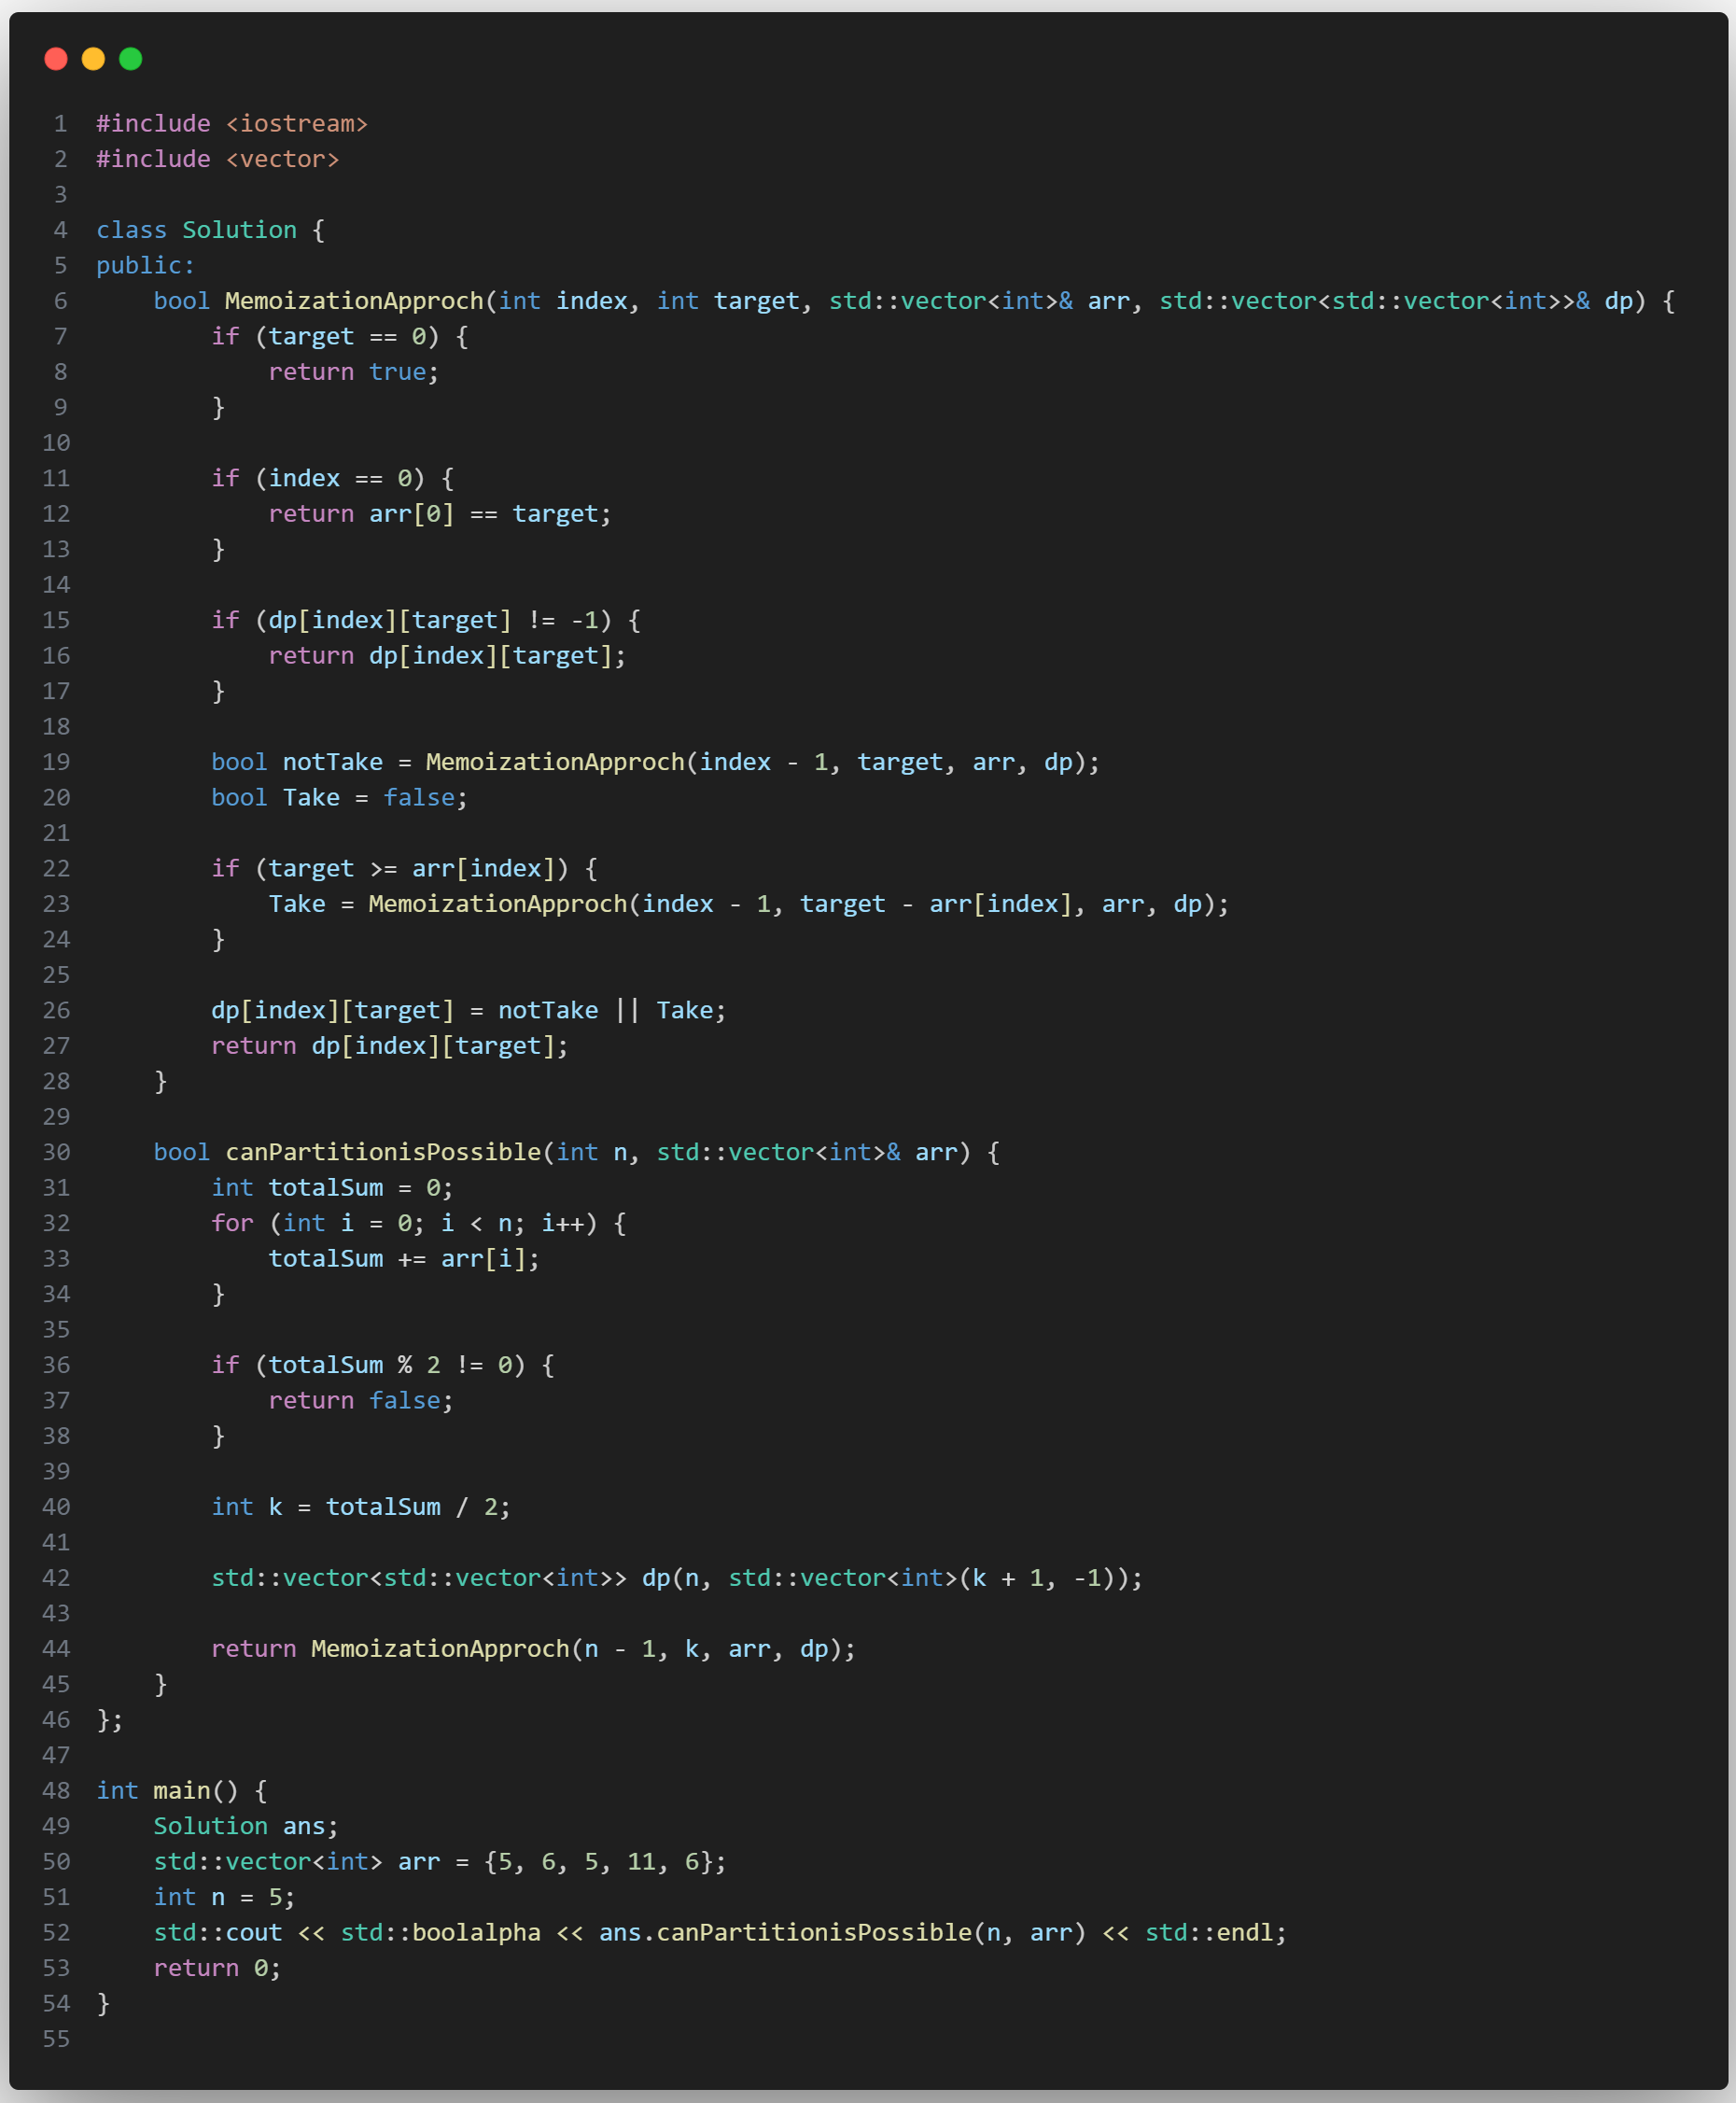 1 #include <iostream>
2 #include <vector>
3
4 class Solution {
5 public:
6     bool MemoizationApproch(int index, int target, std::vector<int>& arr, std::vector<std::vector<int>>& dp) {
7         if (target == 0) {
8             return true;
9         }
10
11         if (index == 0) {
12             return arr[0] == target;
13         }
14
15         if (dp[index][target] != -1) {
16             return dp[index][target];
17         }
18
19         bool notTake = MemoizationApproch(index - 1, target, arr, dp);
20         bool Take = false;
21
22         if (target >= arr[index]) {
23             Take = MemoizationApproch(index - 1, target - arr[index], arr, dp);
24         }
25
26         dp[index][target] = notTake || Take;
27         return dp[index][target];
28     }
29
30     bool canPartitionisPossible(int n, std::vector<int>& arr) {
31         int totalSum = 0;
32         for (int i = 0; i < n; i++) {
33             totalSum += arr[i];
34         }
35
36         if (totalSum % 2 != 0) {
37             return false;
38         }
39
40         int k = totalSum / 2;
41
42         std::vector<std::vector<int>> dp(n, std::vector<int>(k + 1, -1));
43
44         return MemoizationApproch(n - 1, k, arr, dp);
45     }
46 };
47
48 int main() {
49     Solution ans;
50     std::vector<int> arr = {5, 6, 5, 11, 6};
51     int n = 5;
52     std::cout << std::boolalpha << ans.canPartitionisPossible(n, arr) << std::endl;
53     return 0;
54 }
55